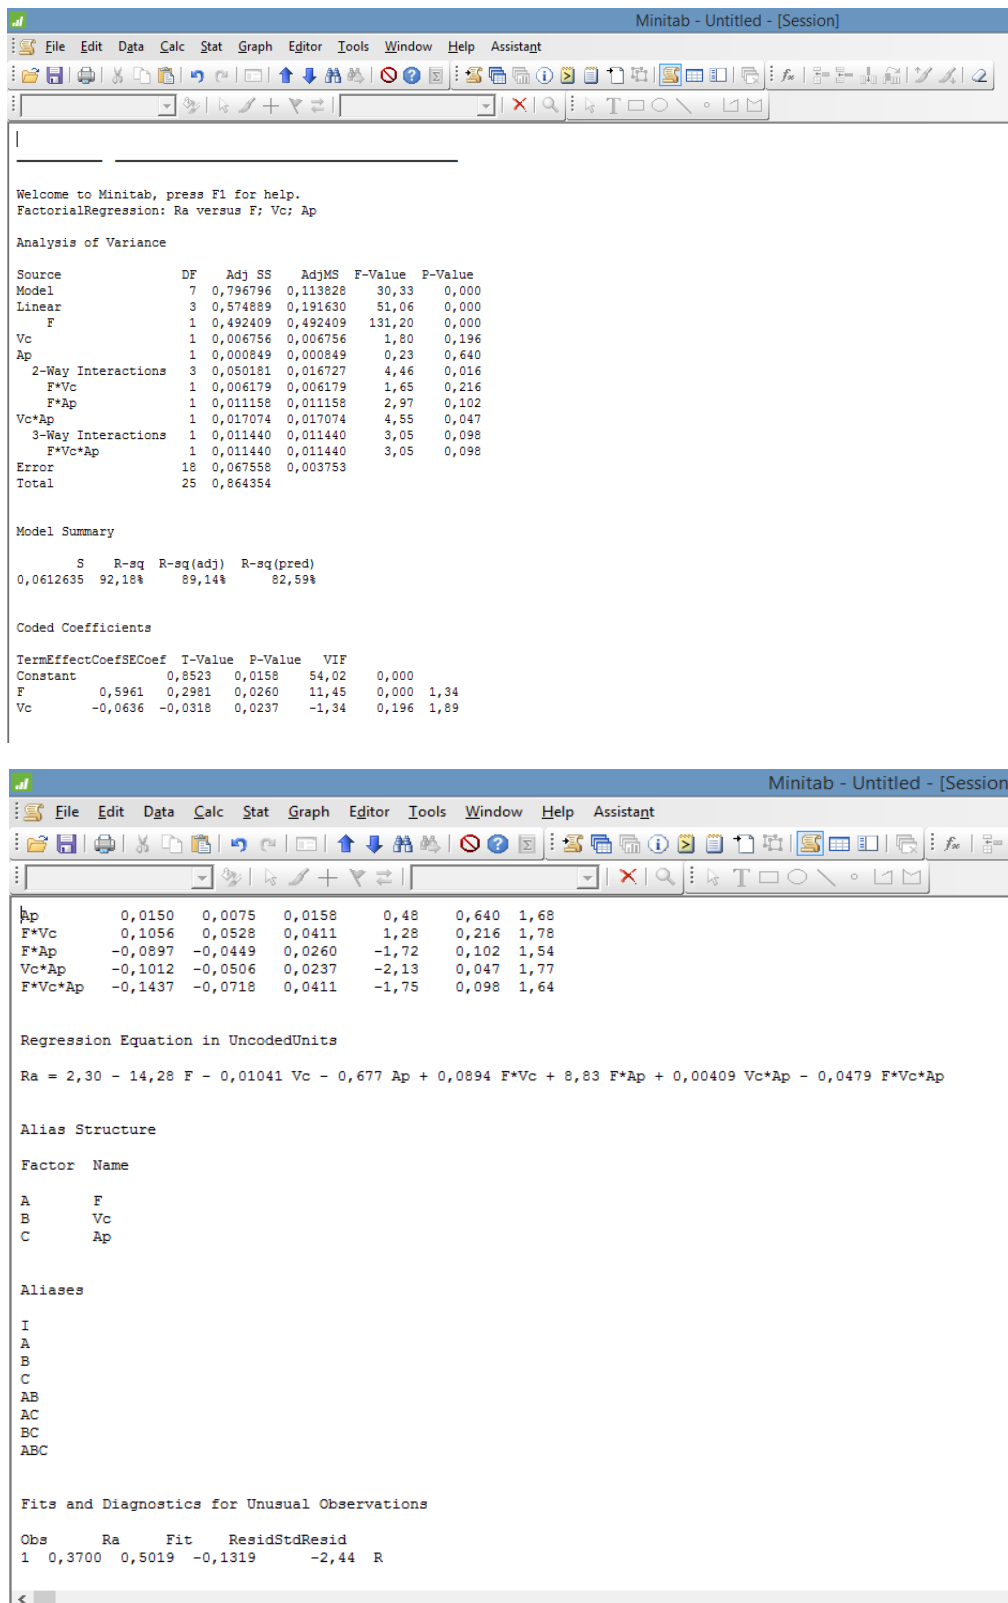 Minitab - Untitled - [Session]
File Edit Data Calc Stat Graph Editor Tools Window Help Assistant
Welcome to Minitab, press F1 for help.
FactorialRegression: Ra versus F; Vc; Ap
Analysis of Variance
Source DF Adj SS AdjMS F-Value P-Value
Model 7 0,796796 0,113828 30,33 0,000
Linear 3 0,574889 0,191630 51,06 0,000
F 1 0,492409 0,492409 131,20 0,000
Vc 1 0,006756 0,006756 1,80 0,196
Ap 1 0,000849 0,000849 0,23 0,640
2-Way Interactions 3 0,050181 0,016727 4,46 0,016
F*Vc 1 0,006179 0,006179 1,65 0,216
F*Ap 1 0,011158 0,011158 2,97 0,102
Vc*Ap 1 0,017074 0,017074 4,55 0,047
3-Way Interactions 1 0,011440 0,011440 3,05 0,098
F*Vc*Ap 1 0,011440 0,011440 3,05 0,098
Error 18 0,067558 0,003753
Total 25 0,864354
Model Summary
S R-sq R-sq(adj) R-sq(pred)
0,0612635 92,18% 89,14% 82,59%
Coded Coefficients
TermEffectCoefSECoef T-Value P-Value VIF
Constant 0,8523 0,0158 54,02 0,000
F 0,5961 0,2981 0,0260 11,45 0,000 1,34
Vc -0,0636 -0,0318 0,0237 -1,34 0,196 1,89
Minitab - Untitled - [Session
File Edit Data Calc Stat Graph Editor Tools Window Help Assistant
Ap 0,0150 0,0075 0,0158 0,48 0,640 1,68
F*Vc 0,1056 0,0528 0,0411 1,28 0,216 1,78
F*Ap -0,0897 -0,0449 0,0260 -1,72 0,102 1,54
Vc*Ap -0,1012 -0,0506 0,0237 -2,13 0,047 1,77
F*Vc*Ap -0,1437 -0,0718 0,0411 -1,75 0,098 1,64
Regression Equation in UncodedUnits
Ra = 2,30 - 14,28 F - 0,01041 Vc - 0,677 Ap + 0,0894 F*Vc + 8,83 F*Ap + 0,00409 Vc*Ap - 0,0479 F*Vc*Ap
Alias Structure
Factor Name
A F
B Vc
C Ap
Aliases
I
A
B
C
AB
AC
BC
ABC
Fits and Diagnostics for Unusual Observations
Obs Ra Fit ResidStdResid
1 0,3700 0,5019 -0,1319 -2,44 R